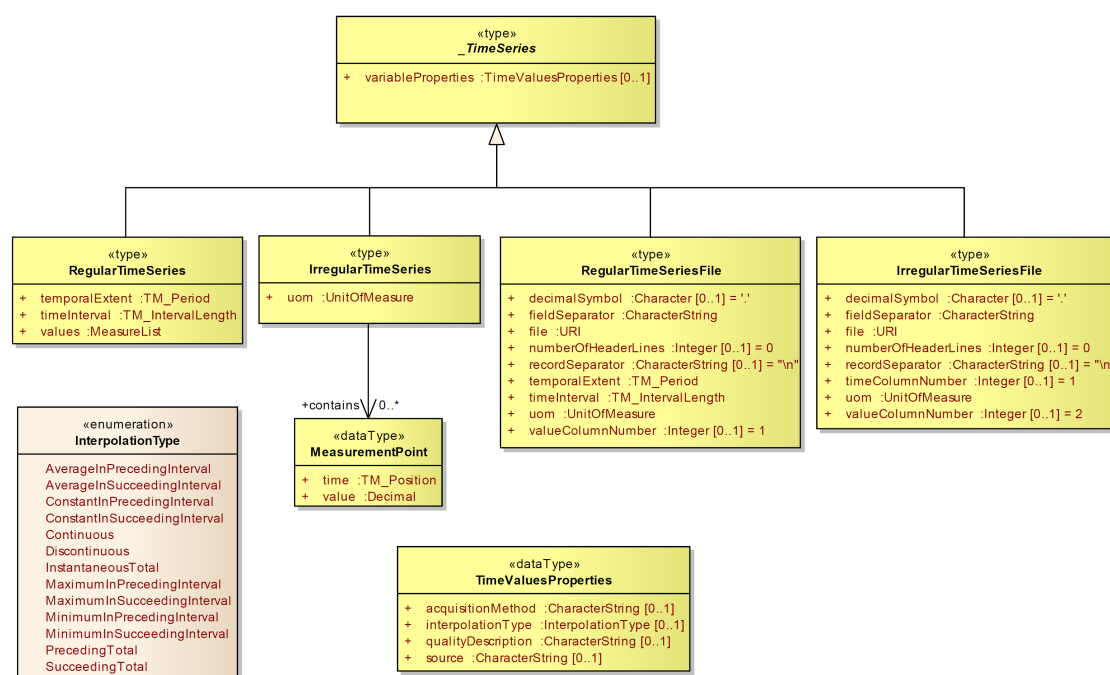 «type»
_TimeSeries
+ variableProperties :TimeValuesProperties [0..1]
«type»
RegularTimeSeries
+ temporalExtent :TM_Period
+ timeInterval :TM_IntervalLength
+ values :MeasureList
«type»
IrregularTimeSeries
+ uom :UnitOfMeasure
«type»
RegularTimeSeriesFile
+ decimalSymbol :Character [0..1] = '.'
+ fieldSeparator :CharacterString
+ file :URI
+ numberOfHeaderLines :Integer [0..1] = 0
+ recordSeparator :CharacterString [0..1] = "\n"
+ temporalExtent :TM_Period
+ timeInterval :TM_IntervalLength
+ uom :UnitOfMeasure
+ valueColumnNumber :Integer [0..1] = 1
«type»
IrregularTimeSeriesFile
+ decimalSymbol :Character [0..1] = '.'
+ fieldSeparator :CharacterString
+ file :URI
+ numberOfHeaderLines :Integer [0..1] = 0
+ recordSeparator :CharacterString [0..1] = "\n
+ timeColumnNumber :Integer [0..1] = 1
+ uom :UnitOfMeasure
+ valueColumnNumber :Integer [0..1] = 2
+contains 0..*
«dataType»
MeasurementPoint
+ time :TM_Position
+ value :Decimal
«enumeration»
InterpolationType
AverageInPrecedingInterval
AverageInSucceedingInterval
ConstantInPrecedingInterval
ConstantInSucceedingInterval
Continuous
Discontinuous
InstantaneousTotal
MaximumInPrecedingInterval
MaximumInSucceedingInterval
MinimumInPrecedingInterval
MinimumInSucceedingInterval
PrecedingTotal
SucceedingTotal
«dataType»
TimeValuesProperties
+ acquisitionMethod :CharacterString [0..1]
+ interpolationType :InterpolationType [0..1]
+ qualityDescription :CharacterString [0..1]
+ source :CharacterString [0..1]